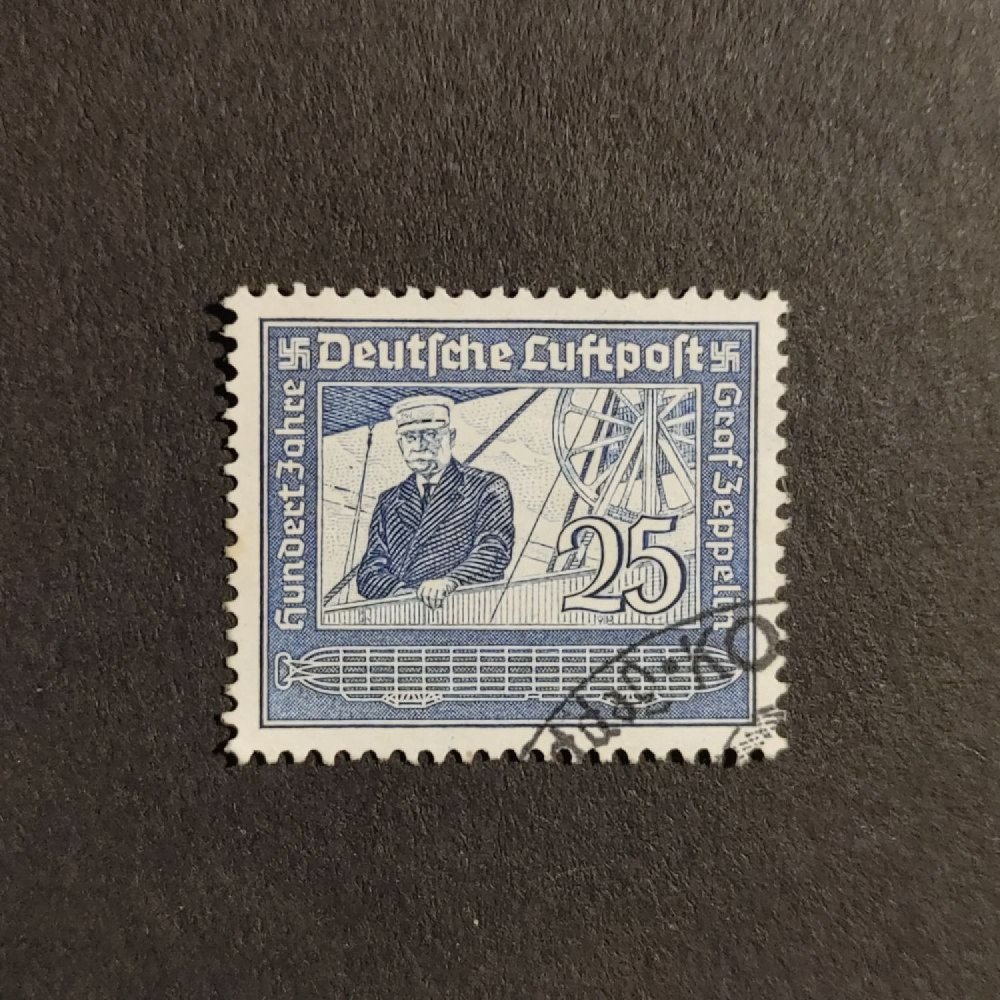 Deutsche Luftpost
Hundert Jahre
Graf Zeppelin
25